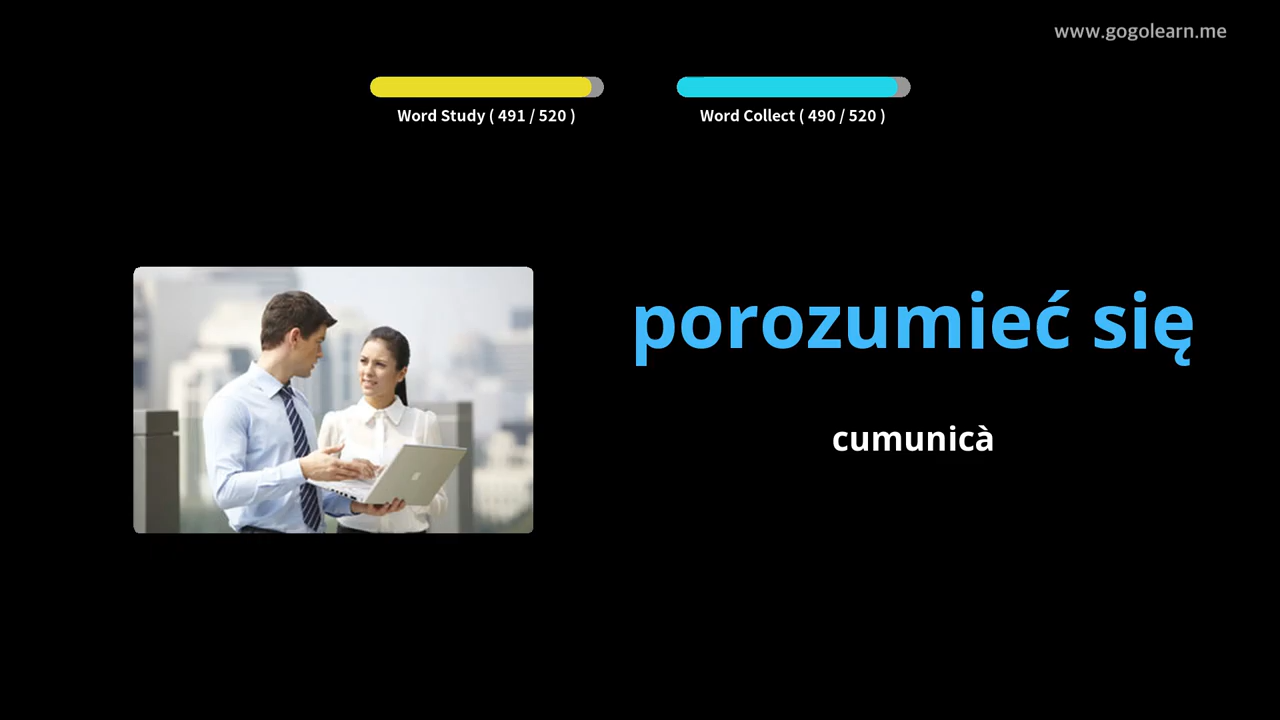 www.gogolearn.me
Word Study ( 491 / 520 )
Word Collect ( 490 / 520 )
porozumieć się
cumunicà